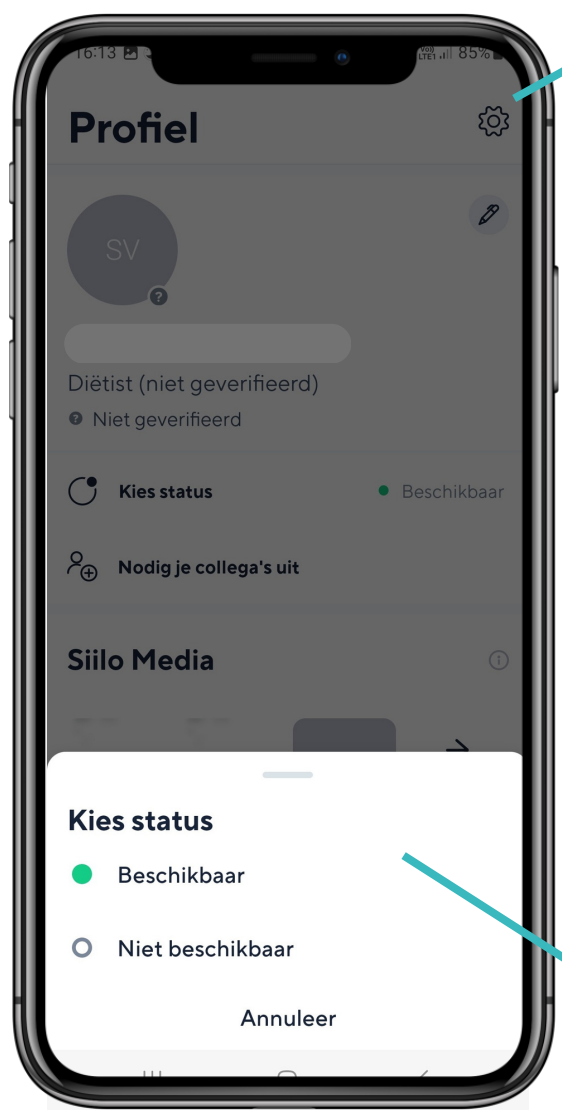 16:13 85%
Profiel
SV
Diëtist (niet geverifieerd)
Niet geverifieerd
Kies status Beschikbaar
Nodig je collega's uit
Siilo Media
Kies status
Beschikbaar
Niet beschikbaar
Annuleer